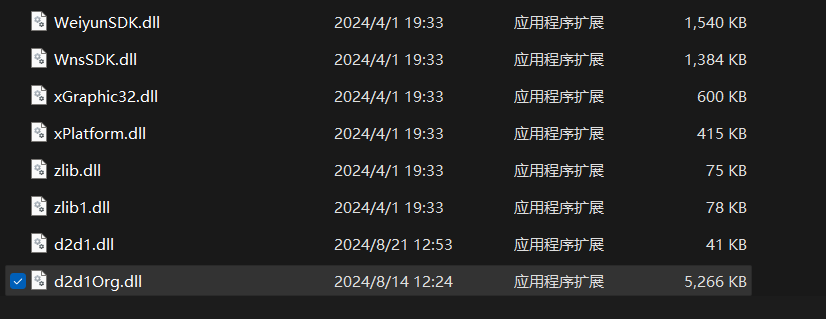 WeiyunSDK.dll 2024/4/1 19:33 应用程序扩展 1,540 KB
WnsSDK.dll 2024/4/1 19:33 应用程序扩展 1,384 KB
xGraphic32.dll 2024/4/1 19:33 应用程序扩展 600 KB
xPlatform.dll 2024/4/1 19:33 应用程序扩展 415 KB
zlib.dll 2024/4/1 19:33 应用程序扩展 75 KB
zlib1.dll 2024/4/1 19:33 应用程序扩展 78 KB
d2d1.dll 2024/8/21 12:53 应用程序扩展 41 KB
d2d1Org.dll 2024/8/14 12:24 应用程序扩展 5,266 KB